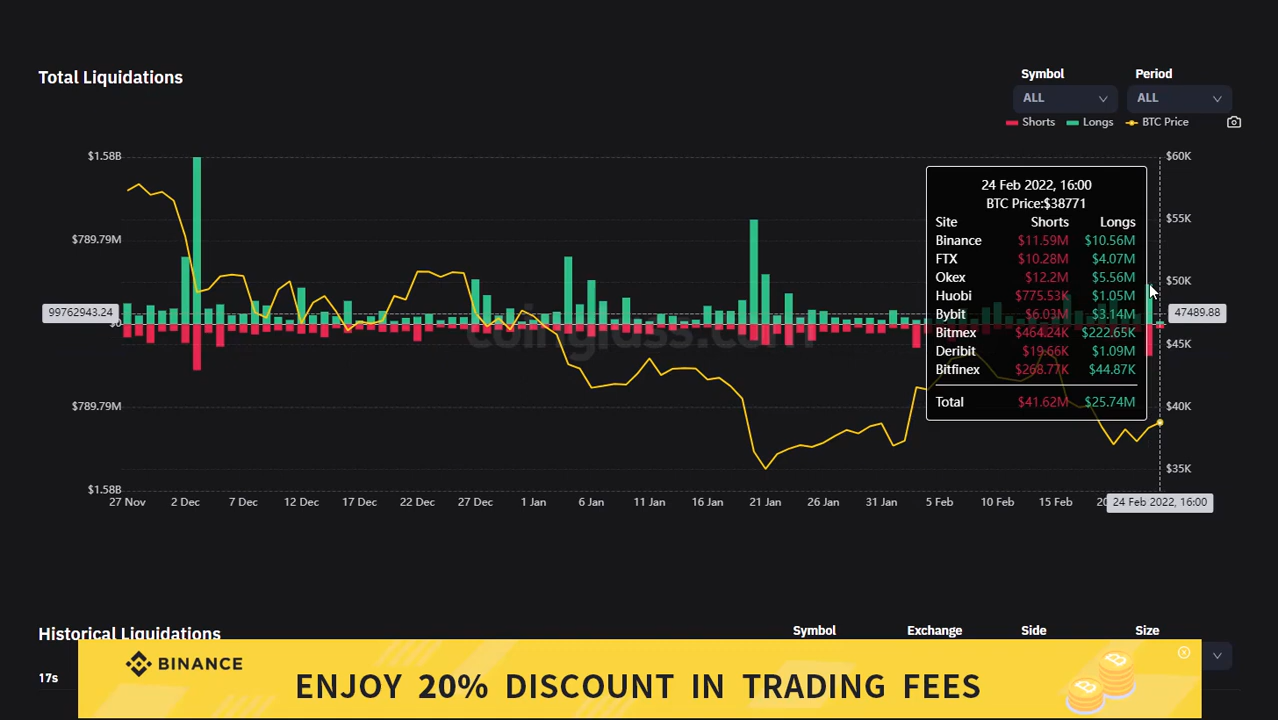 Total Liquidations
Symbol Period
ALL ALL
Shorts Longs BTC Price
$1.58B $60K
24 Feb 2022, 16:00
BTC Price:$38771
Site Shorts Longs
$55K
$789.79M Binance $11.59M $10.56M
FTX $10.28M $4.07M
Okex $12.2M $5.56M $50K
Huobi $775.53K $1.05M
99762943.24 Bybit $6.03M $3.14M 47489.88
$0
coinglass.com
Bitmex $464.24K $222.65K
Deribit $19.66K $1.09M $45K
Bitfinex $268.77K $44.87K
Total $41.62M $25.74M
$789.79M $40K
$35K
$1.58B
27 Nov 2 Dec 7 Dec 12 Dec 17 Dec 22 Dec 27 Dec 1 Jan 6 Jan 11 Jan 16 Jan 21 Jan 26 Jan 31 Jan 5 Feb 10 Feb 15 Feb 24 Feb 2022, 16:00
Historical Liquidations Symbol Exchange Side Size
BINANCE
17s
ENJOY 20% DISCOUNT IN TRADING FEES